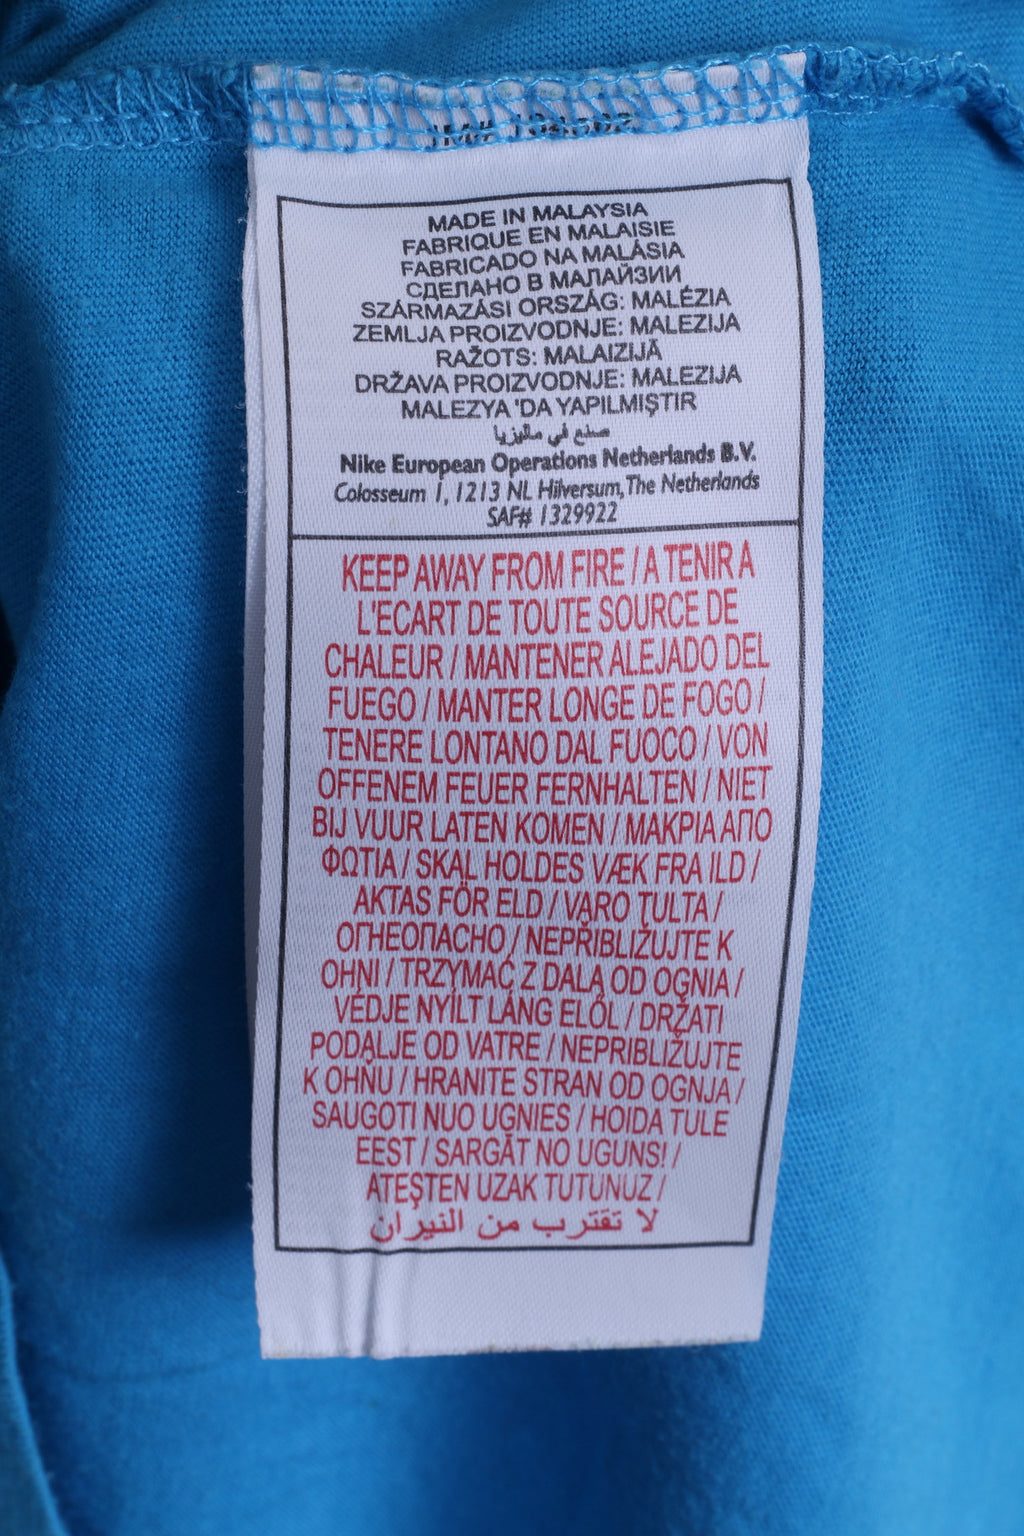 MADE IN MALAYSIA
FABRIQUE EN MALAISIE
FABRICADO NA MALÁSIA
СДЕЛАНО В МАЛАЙЗИИ
SZÁRMAZÁSI ORSZÁG: MALÉZIA
ZEMLJA PROIZVODNJE: MALEZIJA
RAŽOTS: MALAIZIJĀ
DRŽAVA PROIZVODNJE: MALEZIJA
MALEZYA 'DA YAPILMIŞTIR
صنع في ماليزيا
Nike European Operations Netherlands B.V.
Colosseum 1, 1213 NL Hilversum, The Netherlands
SAF# 1329922
KEEP AWAY FROM FIRE / A TENIR A
L'ECART DE TOUTE SOURCE DE
CHALEUR / MANTENER ALEJADO DEL
FUEGO / MANTER LONGE DE FOGO /
TENERE LONTANO DAL FUOCO / VON
OFFENEM FEUER FERNHALTEN / NIET
BIJ VUUR LATEN KOMEN / ΜΑΚΡΙΑ ΑΠΟ
ΦΩΤΙΑ / SKAL HOLDES VÆK FRA ILD /
AKTAS FÖR ELD / VARO TULTA /
ОГНЕОПАСНО / NEPŘIBLIŽUJTE K
OHNI / TRZYMAĆ Z DALA OD OGNIA /
VÉDJE NYÍLT LÁNG ELŐL / DRŽATI
PODALJE OD VATRE / NEPRIBLIŽUJTE
K OHŇU / HRANITE STRAN OD OGNJA /
SAUGOTI NUO UGNIES / HOIDA TULE
EEST / SARGĀT NO UGUNS! /
ATEŞTEN UZAK TUTUNUZ /
لا تقترب من النيران